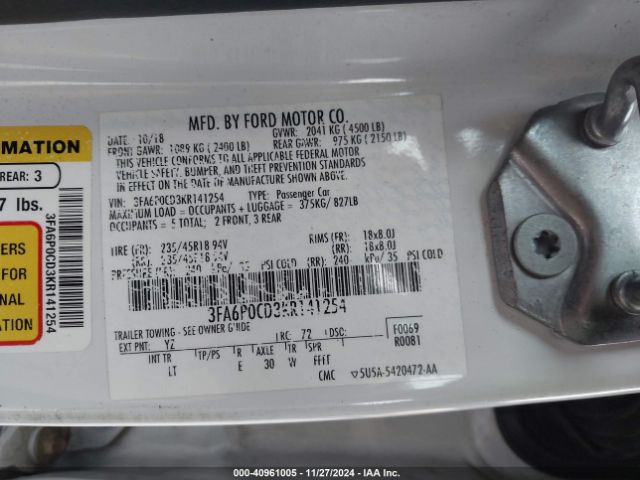 MFD. BY FORD MOTOR CO.
DATE: 10/18 GVWR: 2041 KG ( 4500 LB)
FRONT GAWR: 1089 KG ( 2400 LB) REAR GAWR: 975 KG ( 2150 LB)
THIS VEHICLE CONFORMS TO ALL APPLICABLE FEDERAL MOTOR
VEHICLE SAFETY, BUMPER, AND THEFT PREVENTION STANDARDS
IN EFFECT ON THE DATE OF MANUFACTURE SHOWN ABOVE.
VIN: 3FA6P0CD3KR141254 TYPE: Passenger Car
MAXIMUM LOAD = OCCUPANTS + LUGGAGE = 375KG/ 827LB
OCCUPANTS = 5 TOTAL; 2 FRONT, 3 REAR
TIRE (FR): 235/45R18 94V RIMS (FR): 18x8.0J
(RR): 18x8.0J
PSI COLD (RR): 240 kPa/ 35 PSI COLD
3FA6P0CD3KR141254
TRAILER TOWING - SEE OWNER GUIDE
EXT PNT: YZ RC: 72 DSC: F0069
R0081
INT TR TP/PS R AXLE TR SPR
LT E 30 W FFFF
CMC 5U5A-5420472-AA
RMATION
REAR: 3
7 lbs.
3FA6P0CD3KR141254
ERS
FOR
NAL
000-40961005 - 11/27/2024 - IAA Inc.